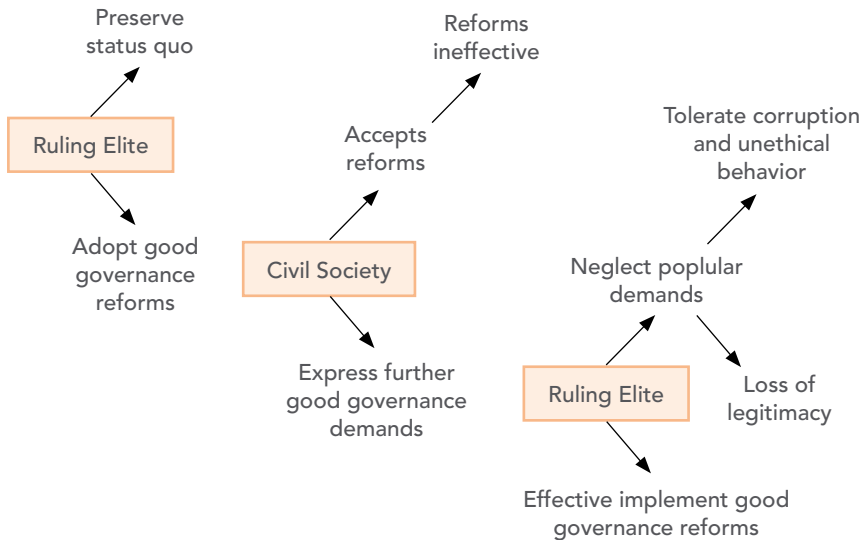 Preserve
status quo
Ruling Elite
Adopt good
governance
reforms
Reforms
ineffective
Accepts
reforms
Civil Society
Express further
good governance
demands
Tolerate corruption
and unethical
behavior
Neglect poplular
demands
Ruling Elite
Loss of
legitimacy
Effective implement good
governance reforms